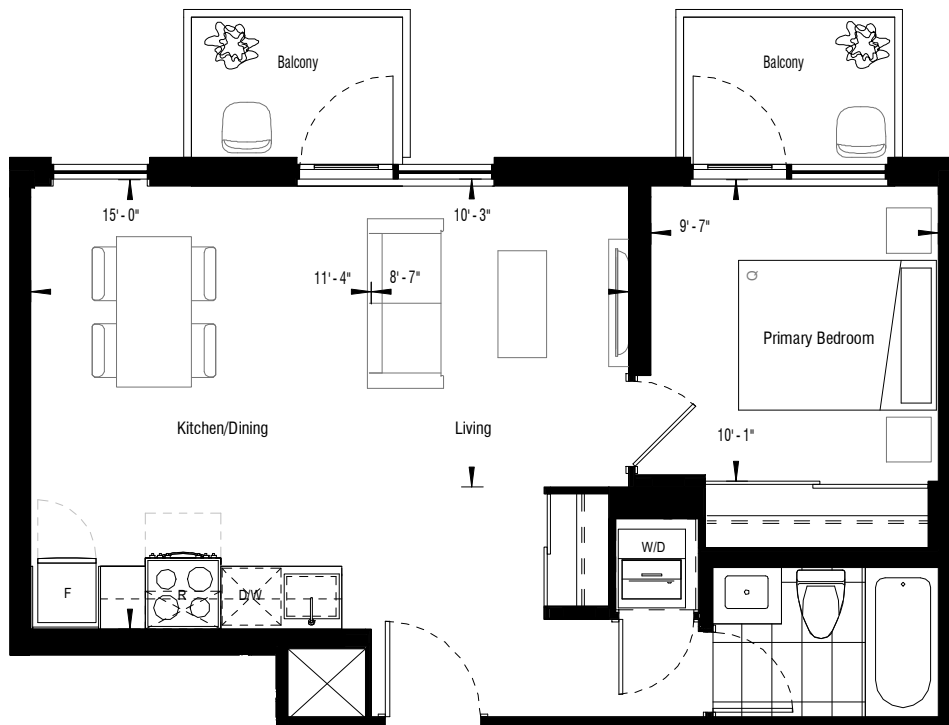 Balcony
Balcony
15'-0"
10'-3"
9'-7"
11'-4"
8'-7"
Primary Bedroom
Kitchen/Dining
Living
10'-1"
W/D
F
R
D/W